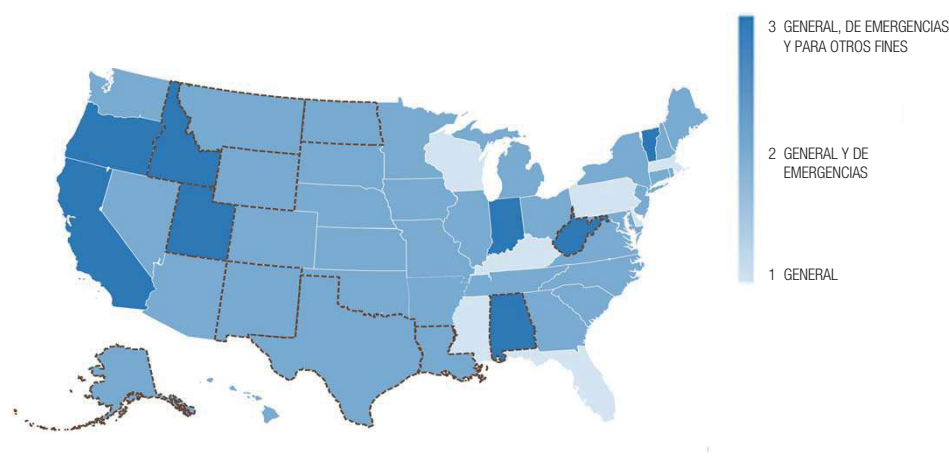 3 GENERAL, DE EMERGENCIAS
Y PARA OTROS FINES
2 GENERAL Y DE
EMERGENCIAS
1 GENERAL